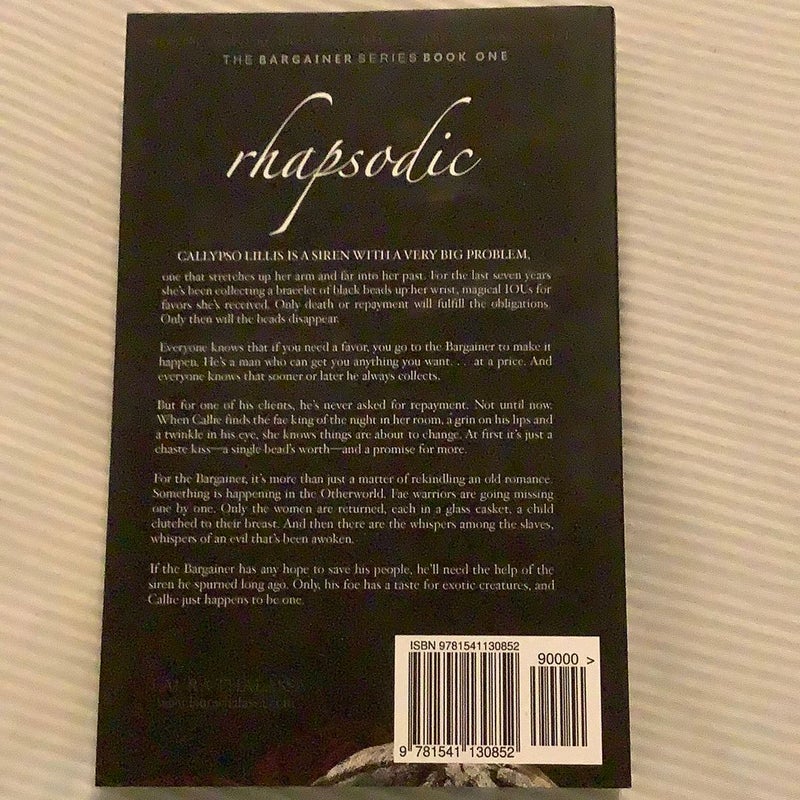 THE BARGAINER SERIES BOOK ONE
rhapsodic
CALLYPSO LILLIS IS A SIREN WITH A VERY BIG PROBLEM,
one that stretches up her arm and far into her past. For the last seven years
she's been collecting a bracelet of black beads up her wrist, magical IOUs for
favors she's received. Only death or repayment will fulfill the obligations.
Only then will the beads disappear.
Everyone knows that if you need a favor, you go to the Bargainer to make it
happen. He's a man who can get you anything you want. . . at a price. And
everyone knows that sooner or later he always collects.
But for one of his clients, he's never asked for repayment. Not until now.
When Callie finds the fae king of the night in her room, a grin on his lips and
a twinkle in his eye, she knows things are about to change. At first it's just a
chaste kiss—a single bead's worth—and a promise for more.
For the Bargainer, it's more than just a matter of rekindling an old romance.
Something is happening in the Otherworld. Fae warriors are going missing
one by one. Only the women are returned, each in a glass casket, a child
clutched to their breast. And then there are the whispers among the slaves,
whispers of an evil that's been awoken.
If the Bargainer has any hope to save his people, he'll need the help of the
siren he spurned long ago. Only, his foe has a taste for exotic creatures, and
Callie just happens to be one.
ISBN 9781541130852
90000 >
9 781541 130852